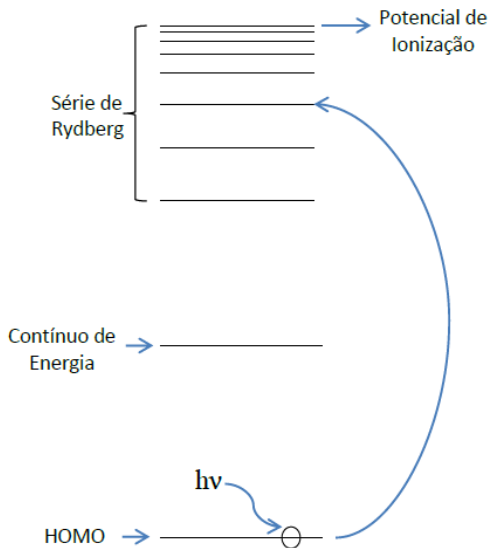 Potencial de
Ionização
Série de
Rydberg
Contínuo de
Energia
hν
HOMO